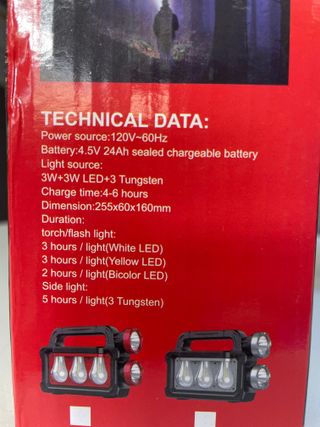 TECHNICAL DATA:
Power source:120V~60Hz
Battery:4.5V 24Ah sealed chargeable battery
Light source:
3W+3W LED+3 Tungsten
Charge time:4-6 hours
Dimension:255x60x160mm
Duration:
torch/flash light:
3 hours / light(White LED)
3 hours / light(Yellow LED)
2 hours / light(Bicolor LED)
Side light:
5 hours / light(3 Tungsten)